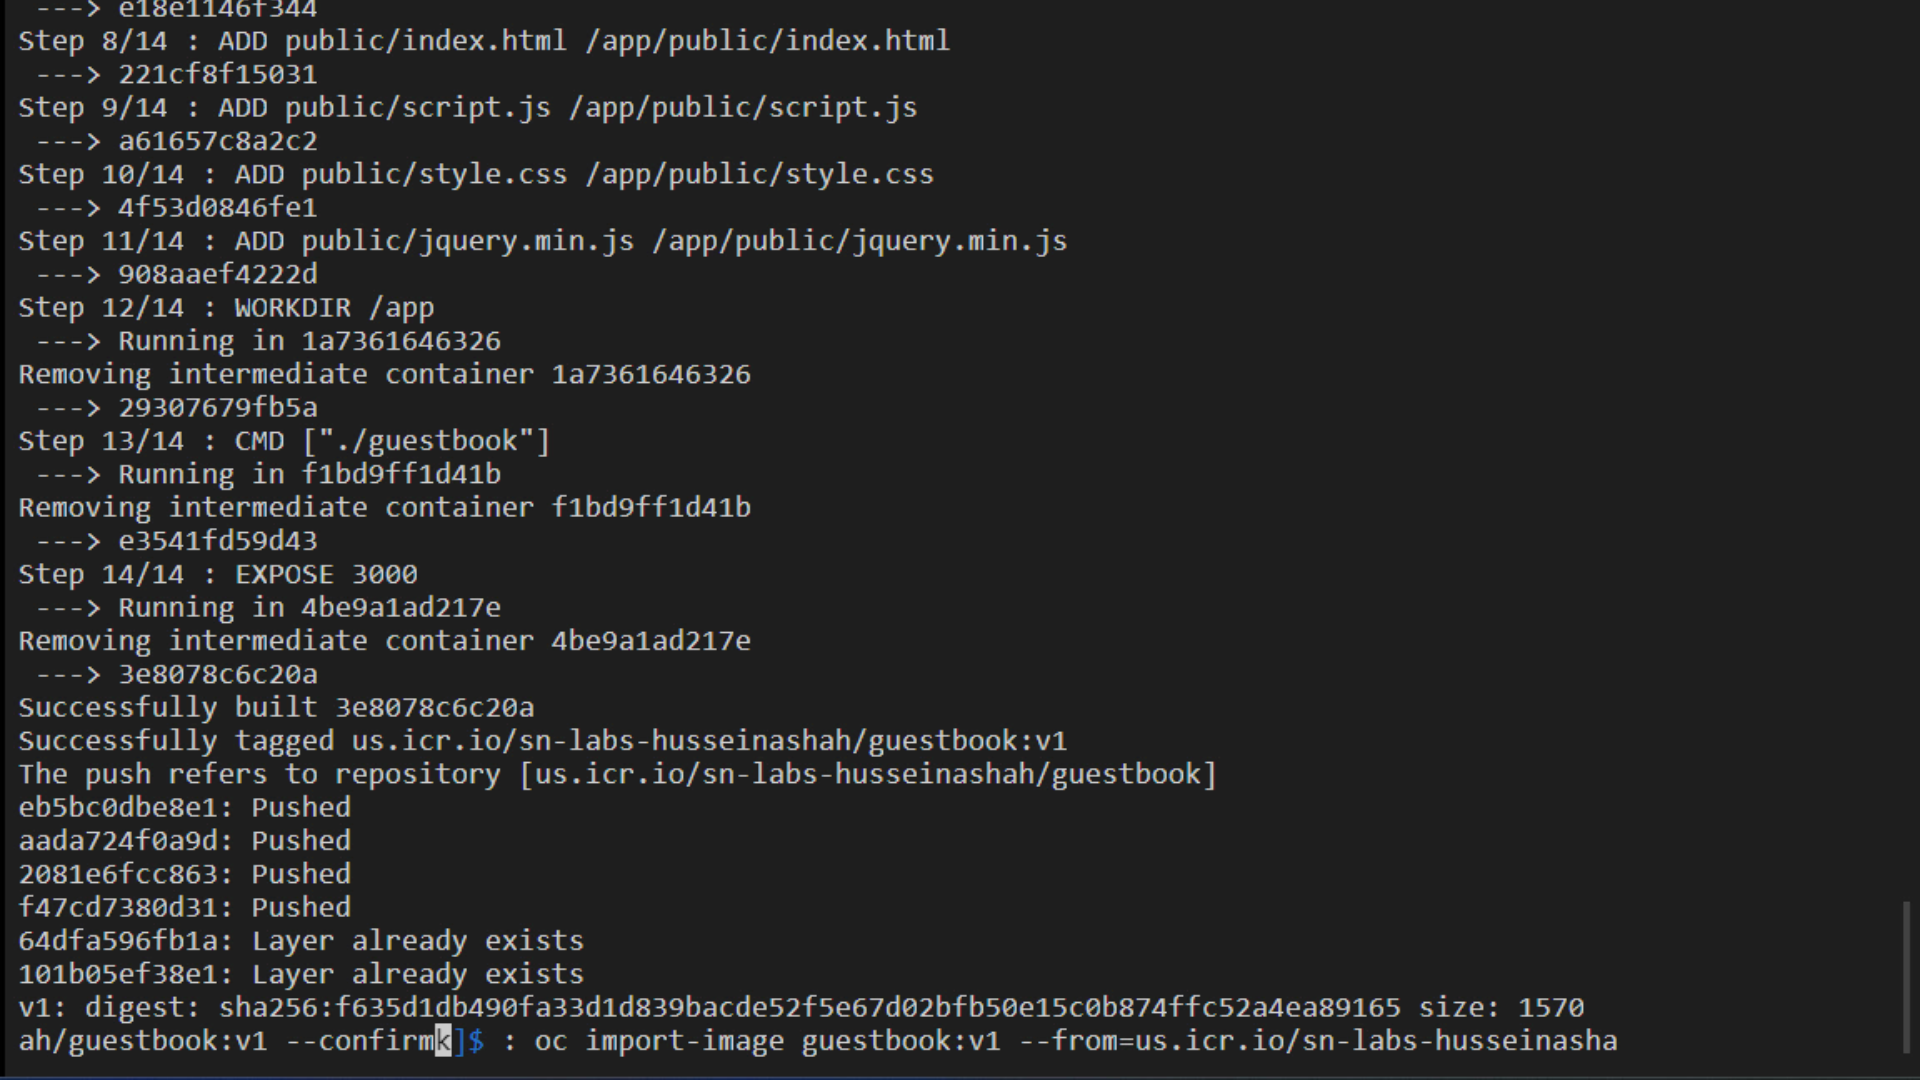 ---> e18e1146f344
Step 8/14 : ADD public/index.html /app/public/index.html
---> 221cf8f15031
Step 9/14 : ADD public/script.js /app/public/script.js
---> a61657c8a2c2
Step 10/14 : ADD public/style.css /app/public/style.css
---> 4f53d0846fe1
Step 11/14 : ADD public/jquery.min.js /app/public/jquery.min.js
---> 908aaef4222d
Step 12/14 : WORKDIR /app
---> Running in 1a7361646326
Removing intermediate container 1a7361646326
---> 29307679fb5a
Step 13/14 : CMD ["./guestbook"]
---> Running in f1bd9ff1d41b
Removing intermediate container f1bd9ff1d41b
---> e3541fd59d43
Step 14/14 : EXPOSE 3000
---> Running in 4be9a1ad217e
Removing intermediate container 4be9a1ad217e
---> 3e8078c6c20a
Successfully built 3e8078c6c20a
Successfully tagged us.icr.io/sn-labs-husseinashah/guestbook:v1
The push refers to repository [us.icr.io/sn-labs-husseinashah/guestbook]
eb5bc0dbe8e1: Pushed
aada724f0a9d: Pushed
2081e6fcc863: Pushed
f47cd7380d31: Pushed
64dfa596fb1a: Layer already exists
101b05ef38e1: Layer already exists
v1: digest: sha256:f635d1db490fa33d1d839bacde52f5e67d02bfb50e15c0b874ffc52a4ea89165 size: 1570
ah/guestbook:v1 --confirmk]$ : oc import-image guestbook:v1 --from=us.icr.io/sn-labs-husseinasha